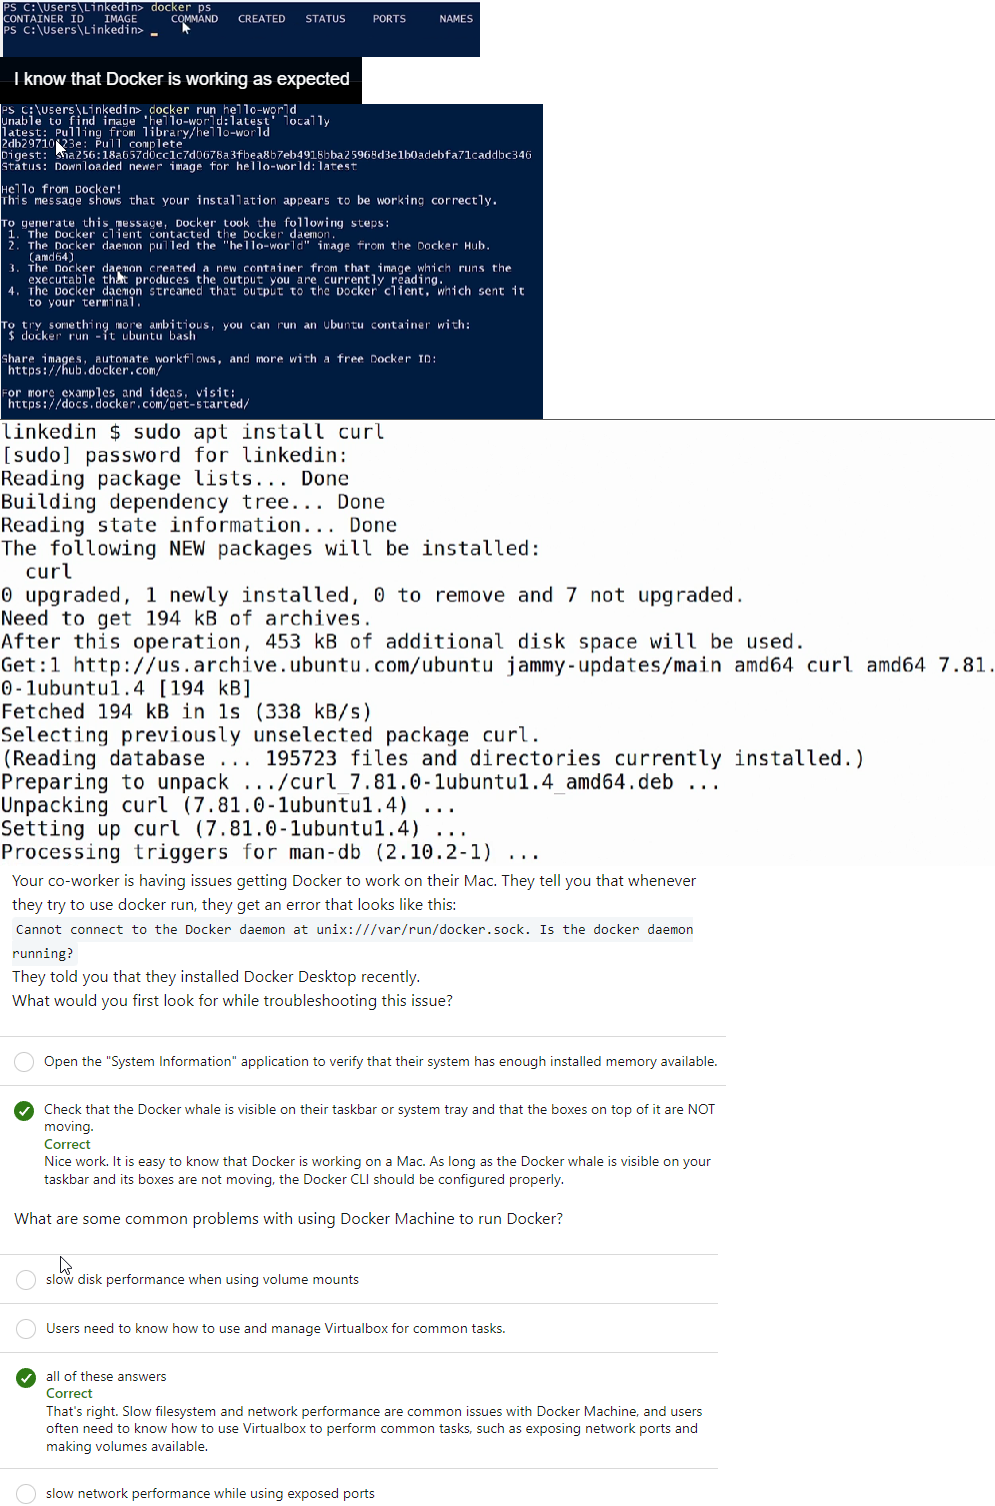 PS C:\Users\Linkedin> docker ps
CONTAINER ID   IMAGE     COMMAND   CREATED   STATUS    PORTS     NAMES
PS C:\Users\Linkedin>
I know that Docker is working as expected
PS C:\Users\Linkedin> docker run hello-world
Unable to find image 'hello-world:latest' locally
latest: Pulling from library/hello-world
Pull complete
Digest:
Status: Downloaded newer image for hello-world:latest
Hello from Docker!
This message shows that your installation appears to be working correctly.
To generate this message, Docker took the following steps:
1. The Docker client contacted the Docker daemon.
2. The Docker daemon pulled the "hello-world" image from the Docker Hub.
(amd64)
3. The Docker daemon created a new container from that image which runs the
executable that produces the output you are currently reading.
4. The Docker daemon streamed that output to the Docker client, which sent it
to your terminal.
To try something more ambitious, you can run an Ubuntu container with:
$ docker run -it ubuntu bash
Share images, automate workflows, and more with a free Docker ID:
https://hub.docker.com/
For more examples and ideas, visit:
https://docs.docker.com/get-started/
linkedin $ sudo apt install curl
[sudo] password for linkedin:
Reading package lists... Done
Building dependency tree... Done
Reading state information... Done
The following NEW packages will be installed:
curl
0 upgraded, 1 newly installed, 0 to remove and 7 not upgraded.
Need to get 194 kB of archives.
After this operation, 453 kB of additional disk space will be used.
Get:1 http://us.archive.ubuntu.com/ubuntu jammy-updates/main amd64 curl amd64 7.81.
0-1ubuntu1.4 [194 kB]
Fetched 194 kB in 1s (338 kB/s)
Selecting previously unselected package curl.
(Reading database ... 195723 files and directories currently installed.)
Preparing to unpack .../curl_7.81.0-1ubuntu1.4_amd64.deb ...
Unpacking curl (7.81.0-1ubuntu1.4) ...
Setting up curl (7.81.0-1ubuntu1.4) ...
Processing triggers for man-db (2.10.2-1) ...
Your co-worker is having issues getting Docker to work on their Mac. They tell you that whenever
they try to use docker run, they get an error that looks like this:
Cannot connect to the Docker daemon at unix:///var/run/docker.sock. Is the docker daemon
running?
They told you that they installed Docker Desktop recently.
What would you first look for while troubleshooting this issue?
Open the "System Information" application to verify that their system has enough installed memory available.
Check that the Docker whale is visible on their taskbar or system tray and that the boxes on top of it are NOT
moving.
Correct
Nice work. It is easy to know that Docker is working on a Mac. As long as the Docker whale is visible on your
taskbar and its boxes are not moving, the Docker CLI should be configured properly.
What are some common problems with using Docker Machine to run Docker?
slow disk performance when using volume mounts
Users need to know how to use and manage Virtualbox for common tasks.
all of these answers
Correct
That's right. Slow filesystem and network performance are common issues with Docker Machine, and users
often need to know how to use Virtualbox to perform common tasks, such as exposing network ports and
making volumes available.
slow network performance while using exposed ports